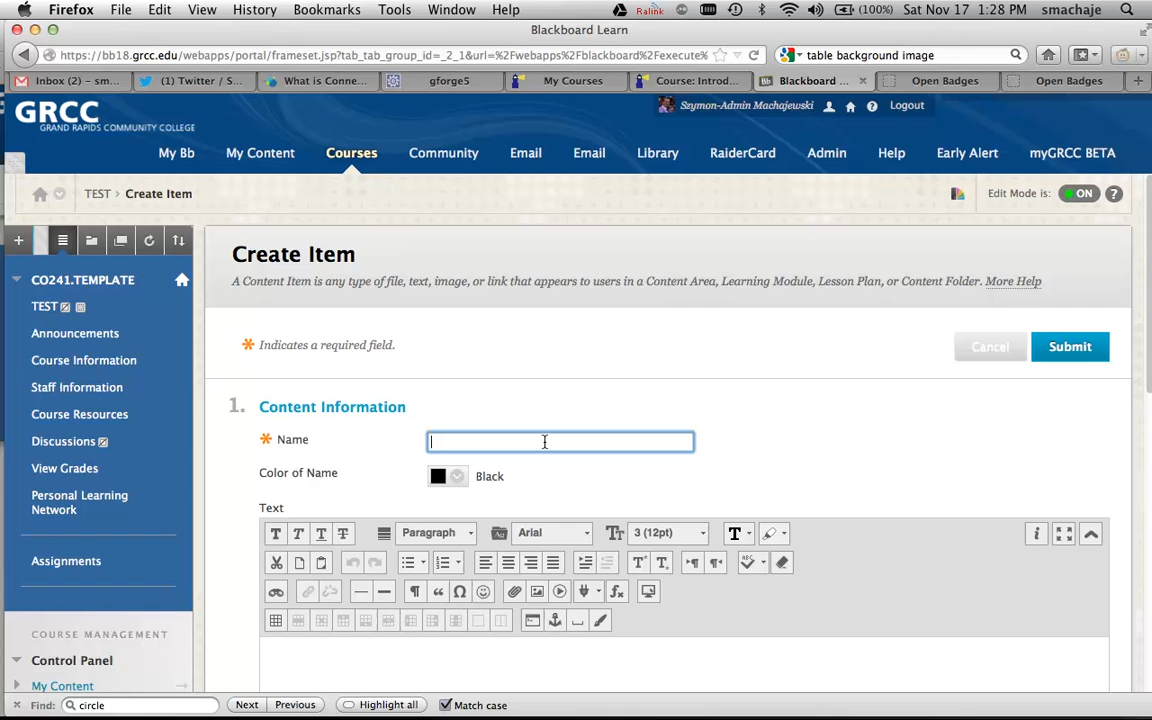 Firefox File Edit View History Bookmarks Tools Window Help Ralink (100%) Sat Nov 17 1:28 PM smachaje
Blackboard Learn
https://bb18.grcc.edu/webapps/portal/frameset.jsp?tab_tab_group_id=_2_1&url=%2Fwebapps%2Fblackboard%2Fexecute% table background image
Inbox (2) – sm... (1) Twitter / S... What is Conne... gforge5 My Courses Course: Introd... Bb Blackboard ... Open Badges Open Badges
GRCC
GRAND RAPIDS COMMUNITY COLLEGE
Szymon-Admin Machajewski Logout
My Bb My Content Courses Community Email Email Library RaiderCard Admin Help Early Alert myGRCC BETA
TEST > Create Item Edit Mode is: ON ?
CO241.TEMPLATE
TEST
Announcements
Course Information
Staff Information
Course Resources
Discussions
View Grades
Personal Learning
Network
Assignments
COURSE MANAGEMENT
Control Panel
My Content
Create Item
A Content Item is any type of file, text, image, or link that appears to users in a Content Area, Learning Module, Lesson Plan, or Content Folder. More Help
* Indicates a required field.
Cancel Submit
1. Content Information
* Name
Color of Name Black
Text
T T T T Paragraph Arial TT 3 (12pt) T
Find: circle Next Previous Highlight all Match case